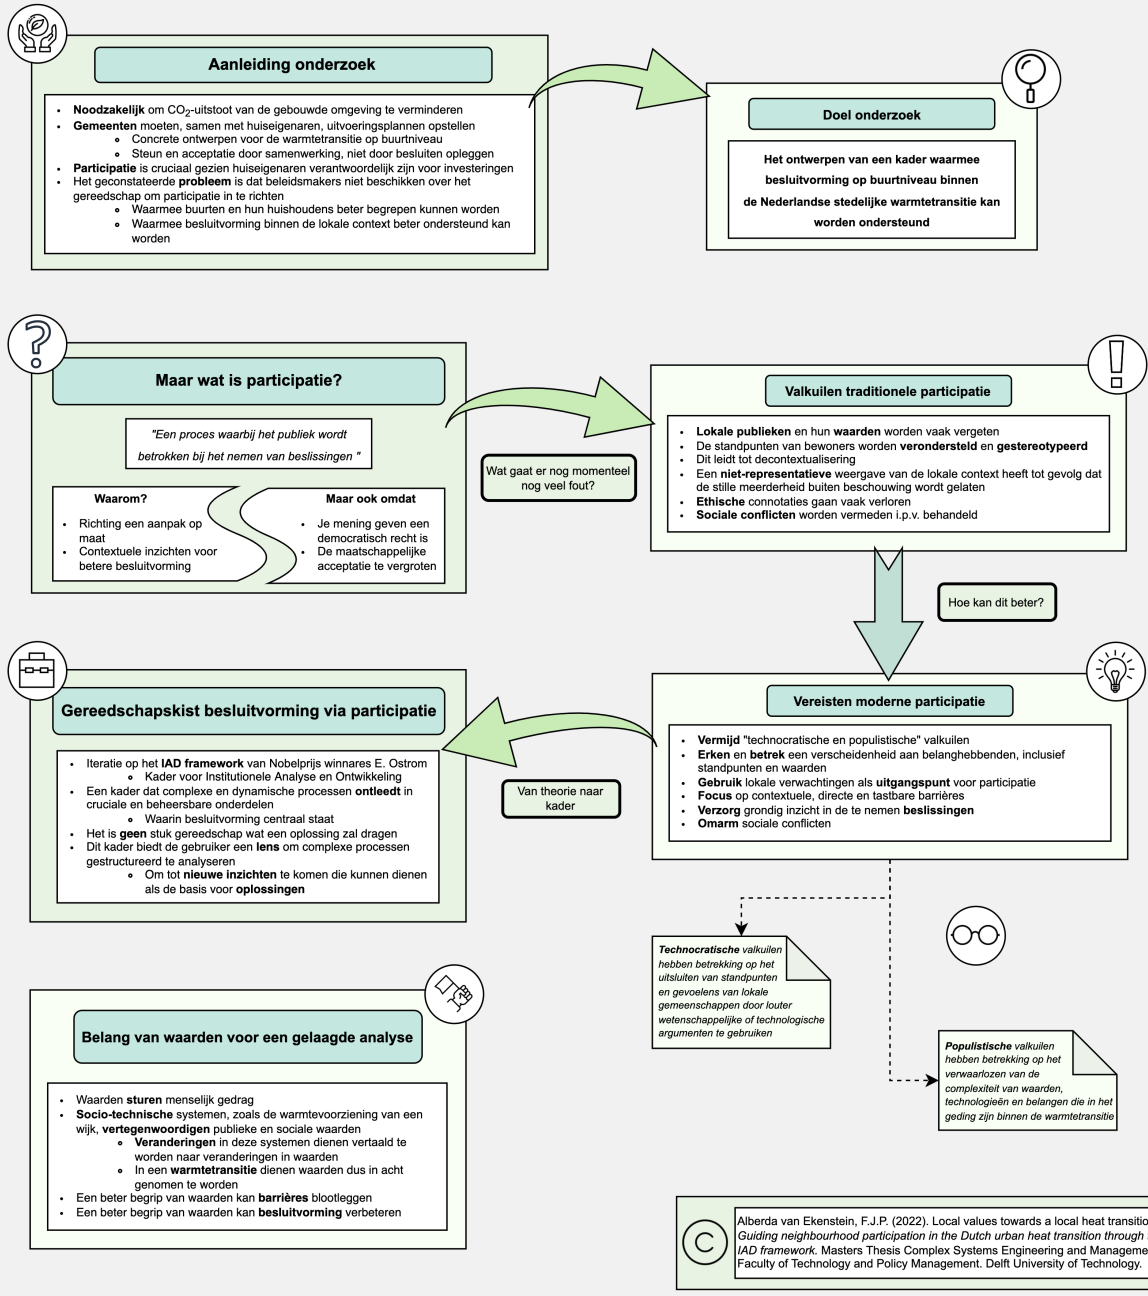 Aanleiding onderzoek
• Noodzakelijk om CO2-uitstoot van de gebouwde omgeving te verminderen
• Gemeenten moeten, samen met huiseigenaren, uitvoeringsplannen opstellen
Concrete ontwerpen voor de warmtetransitie op buurtniveau
Steun en acceptatie door samenwerking, niet door besluiten opleggen
• Participatie is cruciaal gezien huiseigenaren verantwoordelijk zijn voor investeringen
• Het geconstateerde probleem is dat beleidsmakers niet beschikken over het
gereedschap om participatie in te richten
Waarmee buurten en hun huishoudens beter begrepen kunnen worden
Waarmee besluitvorming binnen de lokale context beter ondersteund kan
worden
Doel onderzoek
Het ontwerpen van een kader waarmee
besluitvorming op buurtniveau binnen
de Nederlandse stedelijke warmtetransitie kan
worden ondersteund
Maar wat is participatie?
"Een proces waarbij het publiek wordt
betrokken bij het nemen van beslissingen "
Waarom?
• Richting een aanpak op
maat
• Contextuele inzichten voor
betere besluitvorming
Maar ook omdat
• Je mening geven een
democratisch recht is
• De maatschappelijke
acceptatie te vergroten
Wat gaat er nog momenteel
nog veel fout?
Valkuilen traditionele participatie
• Lokale publieken en hun waarden worden vaak vergeten
• De standpunten van bewoners worden verondersteld en gestereotypeerd
• Dit leidt tot decontextualisering
• Een niet-representatieve weergave van de lokale context heeft tot gevolg dat
de stille meerderheid buiten beschouwing wordt gelaten
• Ethische connotaties gaan vaak verloren
• Sociale conflicten worden vermeden i.p.v. behandeld
Hoe kan dit beter?
Vereisten moderne participatie
• Vermijd "technocratische en populistische" valkuilen
• Erken en betrek een verscheidenheid aan belanghebbenden, inclusief
standpunten en waarden
• Gebruik lokale verwachtingen als uitgangspunt voor participatie
• Focus op contextuele, directe en tastbare barrières
• Verzorg grondig inzicht in de te nemen beslissingen
• Omarm sociale conflicten
Van theorie naar
kader
Gereedschapskist besluitvorming via participatie
• Iteratie op het IAD framework van Nobelprijs winnares E. Ostrom
Kader voor Institutionele Analyse en Ontwikkeling
• Een kader dat complexe en dynamische processen ontleedt in
cruciale en beheersbare onderdelen
Waarin besluitvorming centraal staat
• Het is geen stuk gereedschap wat een oplossing zal dragen
• Dit kader biedt de gebruiker een lens om complexe processen
gestructureerd te analyseren
Om tot nieuwe inzichten te komen die kunnen dienen
als de basis voor oplossingen
Technocratische valkuilen
hebben betrekking op het
uitsluiten van standpunten
en gevoelens van lokale
gemeenschappen door louter
wetenschappelijke of technologische
argumenten te gebruiken
Populistische valkuilen
hebben betrekking op het
verwaarlozen van de
complexiteit van waarden,
technologieën en belangen die in het
geding zijn binnen de warmtetransitie
Belang van waarden voor een gelaagde analyse
• Waarden sturen menselijk gedrag
• Socio-technische systemen, zoals de warmtevoorziening van een
wijk, vertegenwoordigen publieke en sociale waarden
Veranderingen in deze systemen dienen vertaald te
worden naar veranderingen in waarden
In een warmtetransitie dienen waarden dus in acht
genomen te worden
• Een beter begrip van waarden kan barrières blootleggen
• Een beter begrip van waarden kan besluitvorming verbeteren
C
Alberda van Ekenstein, F.J.P. (2022). Local values towards a local heat transitio
Guiding neighbourhood participation in the Dutch urban heat transition through
IAD framework. Masters Thesis Complex Systems Engineering and Manageme
Faculty of Technology and Policy Management. Delft University of Technology.